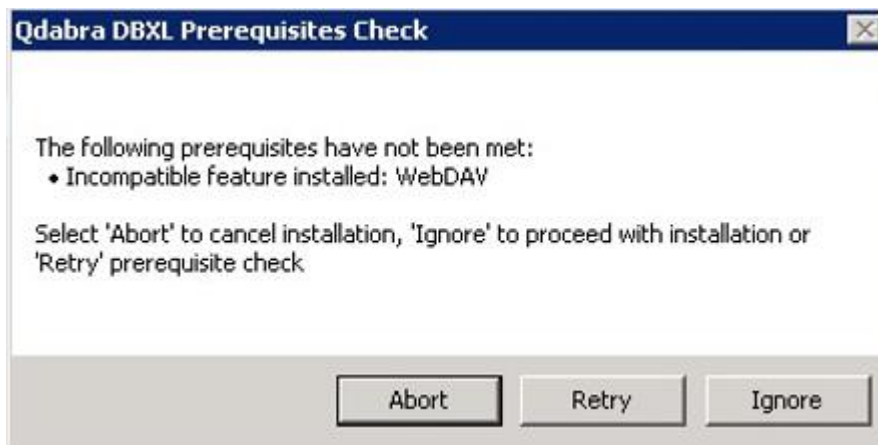 Qdabra DBXL Prerequisites Check
The following prerequisites have not been met:
• Incompatible feature installed: WebDAV
Select 'Abort' to cancel installation, 'Ignore' to proceed with installation or
'Retry' prerequisite check
Abort Retry Ignore